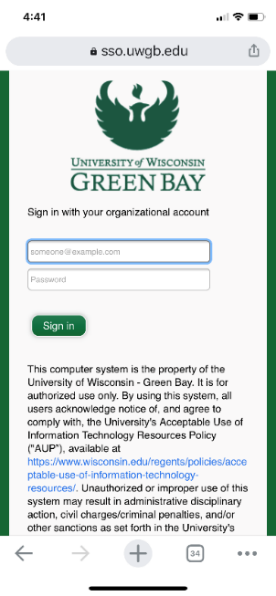 4:41
sso.uwgb.edu
UNIVERSITY of WISCONSIN
GREEN BAY
Sign in with your organizational account
someone@example.com
Password
Sign in
This computer system is the property of the
University of Wisconsin - Green Bay. It is for
authorized use only. By using this system, all
users acknowledge notice of, and agree to
comply with, the University's Acceptable Use of
Information Technology Resources Policy
("AUP"), available at
https://www.wisconsin.edu/regents/policies/acce
ptable-use-of-information-technology-
resources/. Unauthorized or improper use of this
system may result in administrative disciplinary
action, civil charges/criminal penalties, and/or
other sanctions as set forth in the University's
34